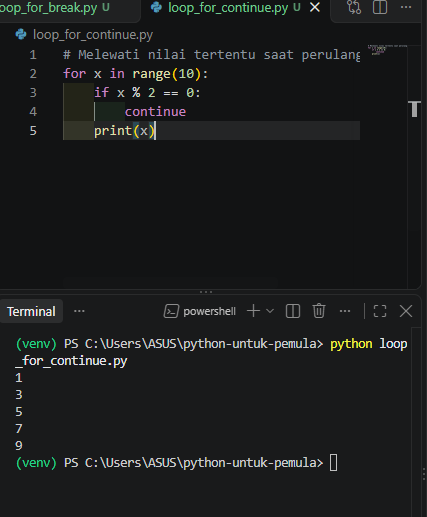 oop_for_break.py U loop_for_continue.py U
loop_for_continue.py
1 # Melewati nilai tertentu saat perulang
2 for x in range(10):
3 if x % 2 == 0:
4 continue
5 print(x)
Terminal powershell
(venv) PS C:\Users\ASUS\python-untuk-pemula> python loop
_for_continue.py
1
3
5
7
9
(venv) PS C:\Users\ASUS\python-untuk-pemula>